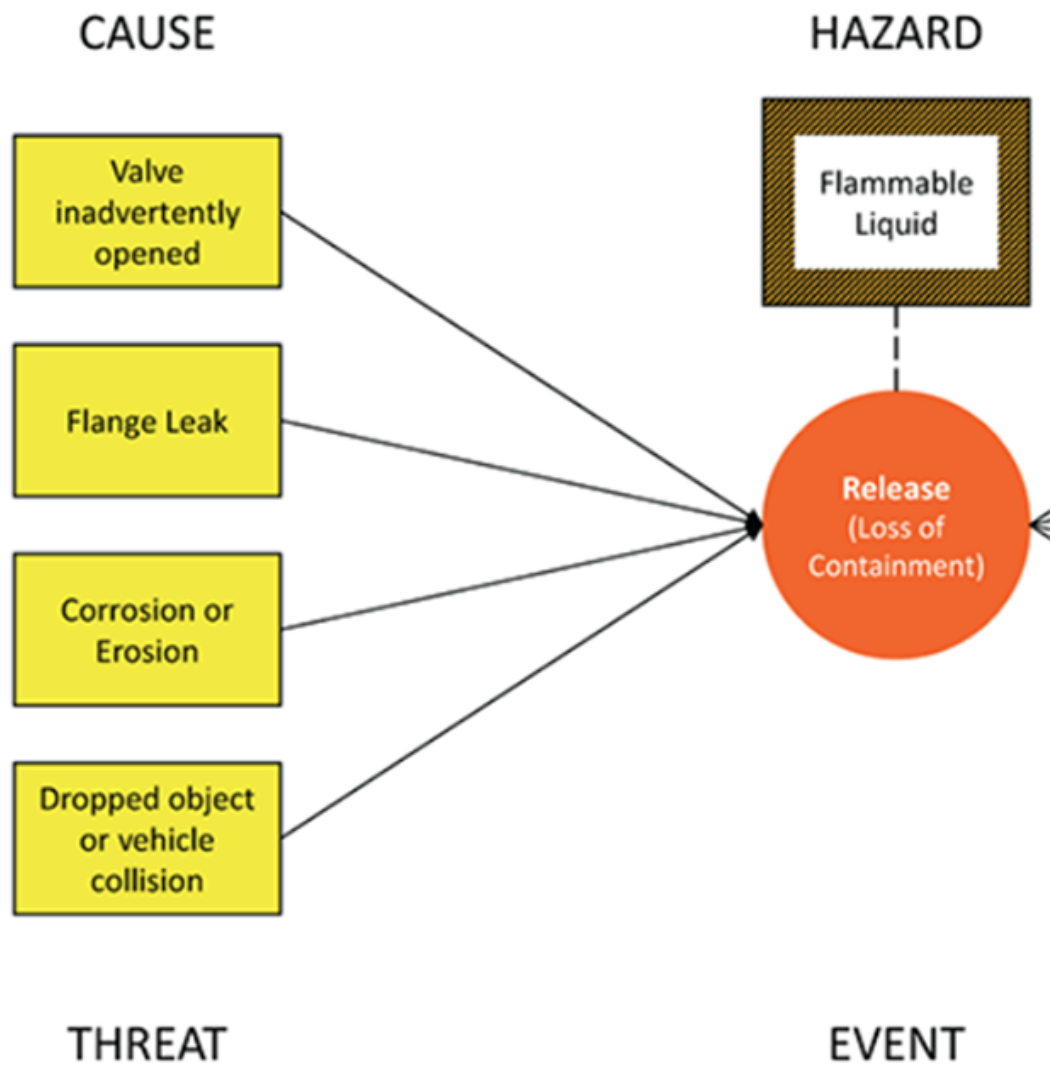 CAUSE
HAZARD
Valve
inadvertently
opened
Flammable
Liquid
Flange Leak
Release
(Loss of
Containment)
Corrosion or
Erosion
Dropped object
or vehicle
collision
THREAT
EVENT